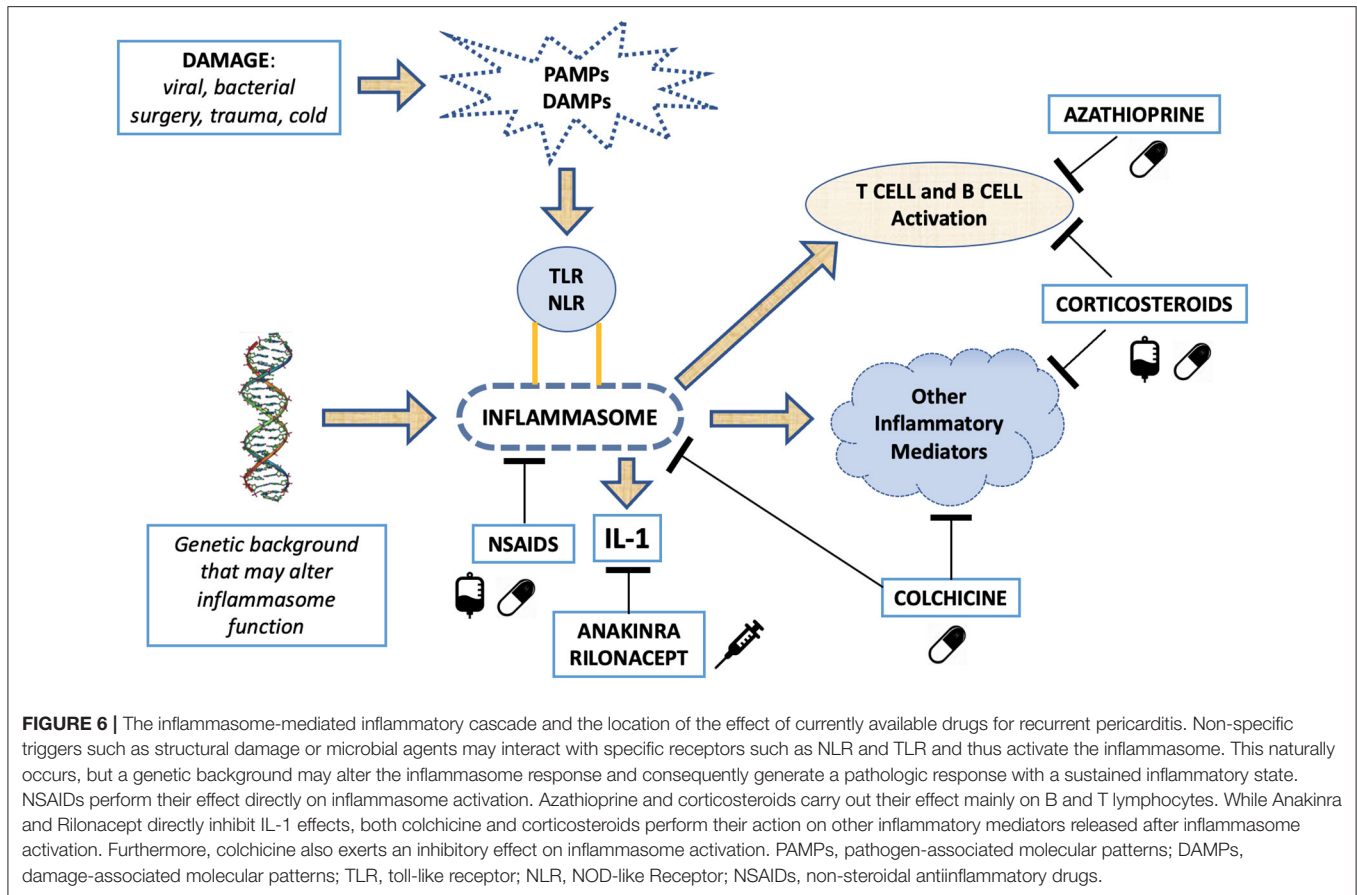 DAMAGE:
viral, bacterial
surgery, trauma, cold
PAMPs
DAMPs
AZATHIOPRINE
T CELL and B CELL
Activation
TLR
NLR
CORTICOSTEROIDS
INFLAMMASOME
Other
Inflammatory
Mediators
Genetic background
that may alter
inflammasome
function
NSAIDS
IL-1
ANAKINRA
RILONACEPT
COLCHICINE
FIGURE 6 | The inflammasome-mediated inflammatory cascade and the location of the effect of currently available drugs for recurrent pericarditis. Non-specific
triggers such as structural damage or microbial agents may interact with specific receptors such as NLR and TLR and thus activate the inflammasome. This naturally
occurs, but a genetic background may alter the inflammasome response and consequently generate a pathologic response with a sustained inflammatory state.
NSAIDs perform their effect directly on inflammasome activation. Azathioprine and corticosteroids carry out their effect mainly on B and T lymphocytes. While Anakinra
and Rilonacept directly inhibit IL-1 effects, both colchicine and corticosteroids perform their action on other inflammatory mediators released after inflammasome
activation. Furthermore, colchicine also exerts an inhibitory effect on inflammasome activation. PAMPs, pathogen-associated molecular patterns; DAMPs,
damage-associated molecular patterns; TLR, toll-like receptor; NLR, NOD-like Receptor; NSAIDs, non-steroidal antiinflammatory drugs.